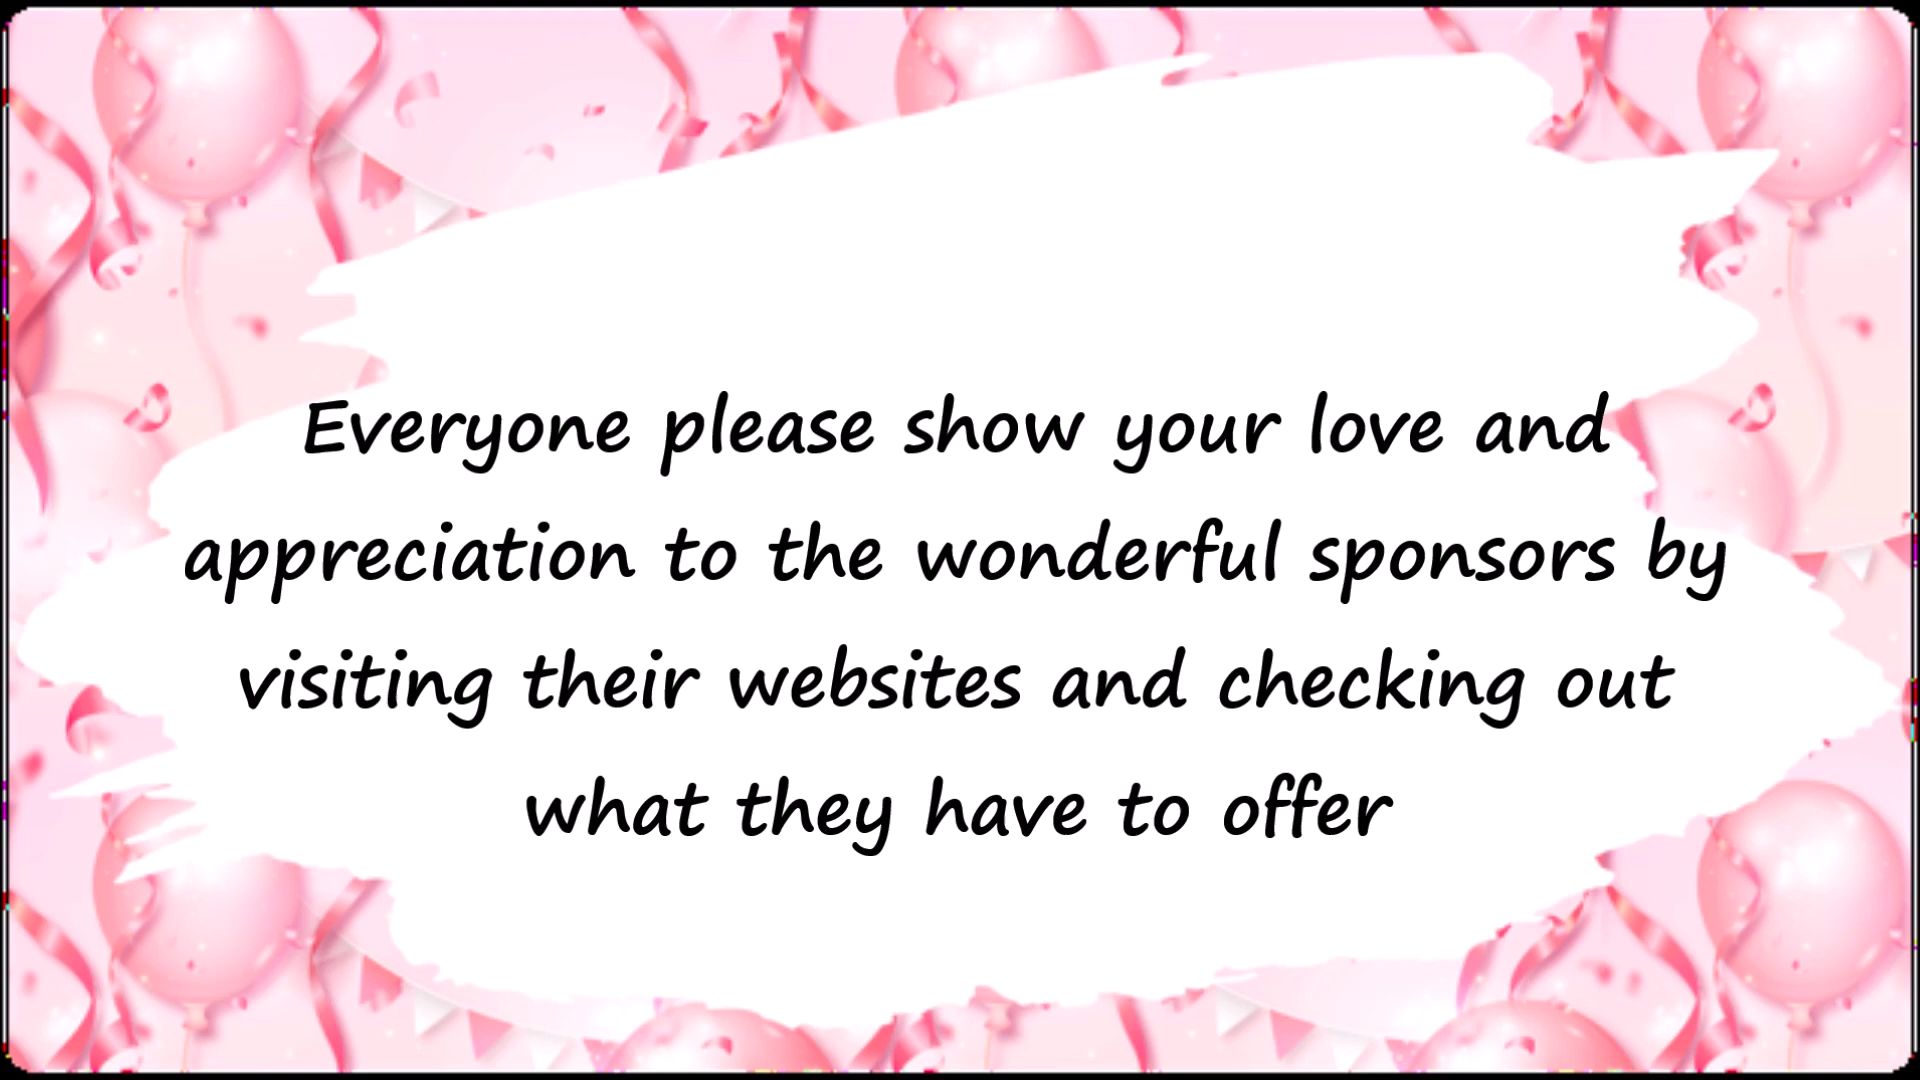 Everyone please show your love and
appreciation to the wonderful sponsors by
visiting their websites and checking out
what they have to offer